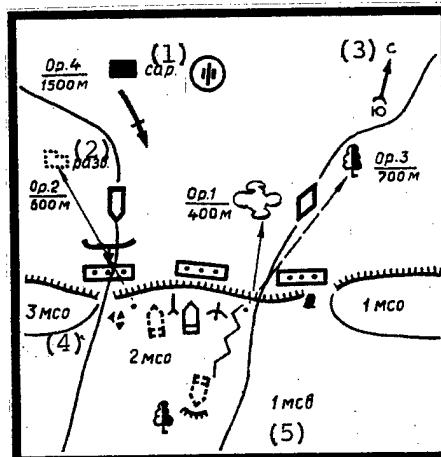 (1)
(3)
с
Ю
Ор.4
1500 м
сар.
(2)
разв.
Ор.2
600 м
Ор.1
400 м
Ор.3
700 м
3 мсо
1 мсо
(4)
2 мсо
1 мсв
(5)